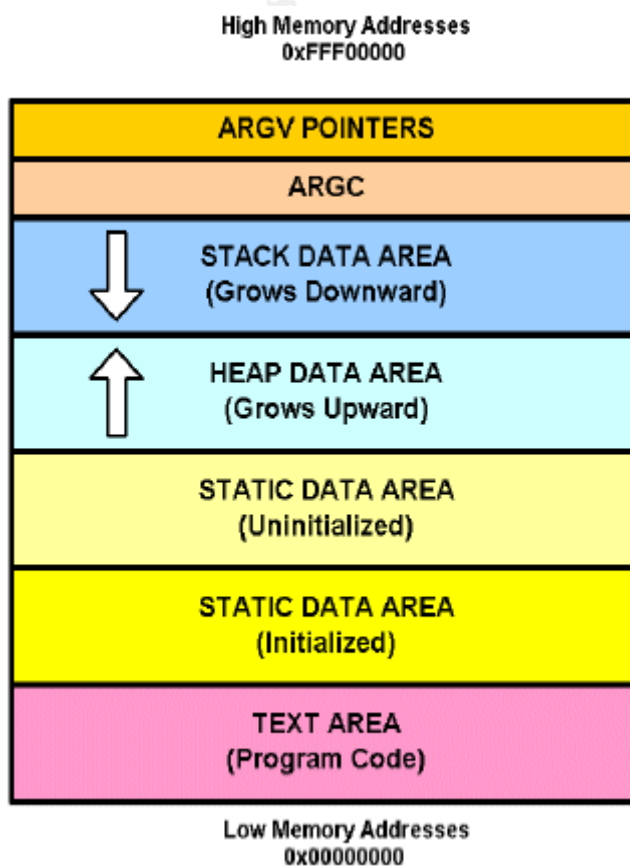 High Memory Addresses
0xFFF00000
ARGV POINTERS
ARGC
STACK DATA AREA
(Grows Downward)
HEAP DATA AREA
(Grows Upward)
STATIC DATA AREA
(Uninitialized)
STATIC DATA AREA
(Initialized)
TEXT AREA
(Program Code)
Low Memory Addresses
0x00000000